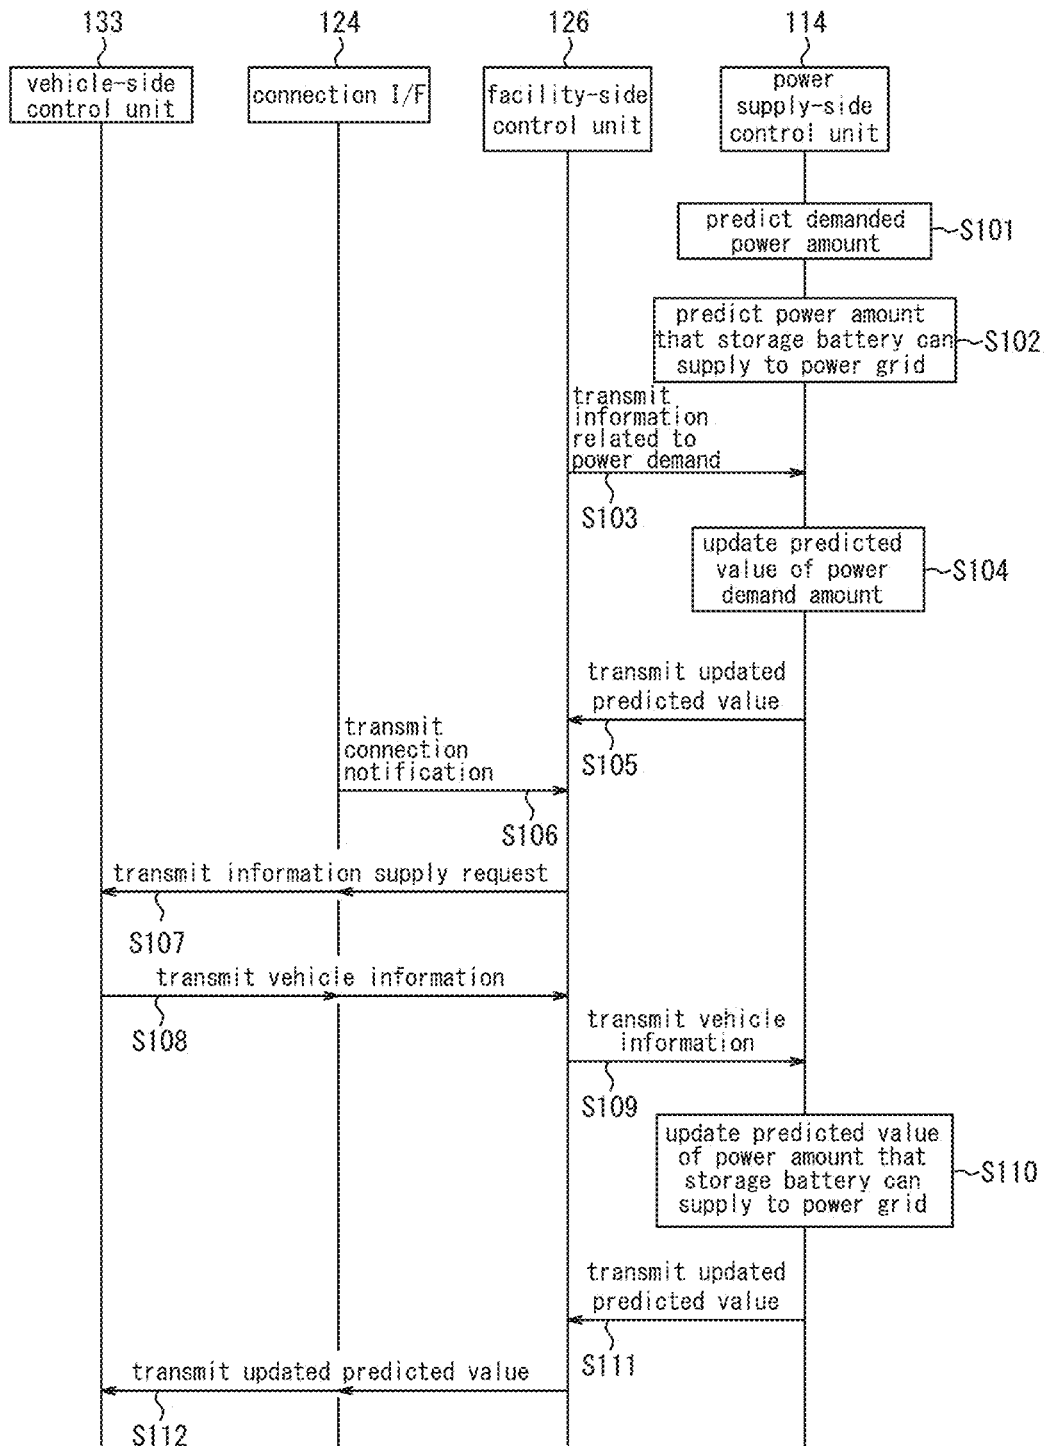 133
124
126
114
vehicle-side
control unit
connection I/F
facility-side
control unit
power
supply-side
control unit
predict demanded
power amount
S101
predict power amount
that storage battery can
supply to power grid
S102
transmit
information
related to
power demand
S103
update predicted
value of power
demand amount
S104
transmit updated
predicted value
S105
transmit
connection
notification
S106
transmit information supply request
S107
transmit vehicle information
S108
transmit vehicle
information
S109
update predicted value
of power amount that
storage battery can
supply to power grid
S110
transmit updated
predicted value
S111
transmit updated predicted value
S112